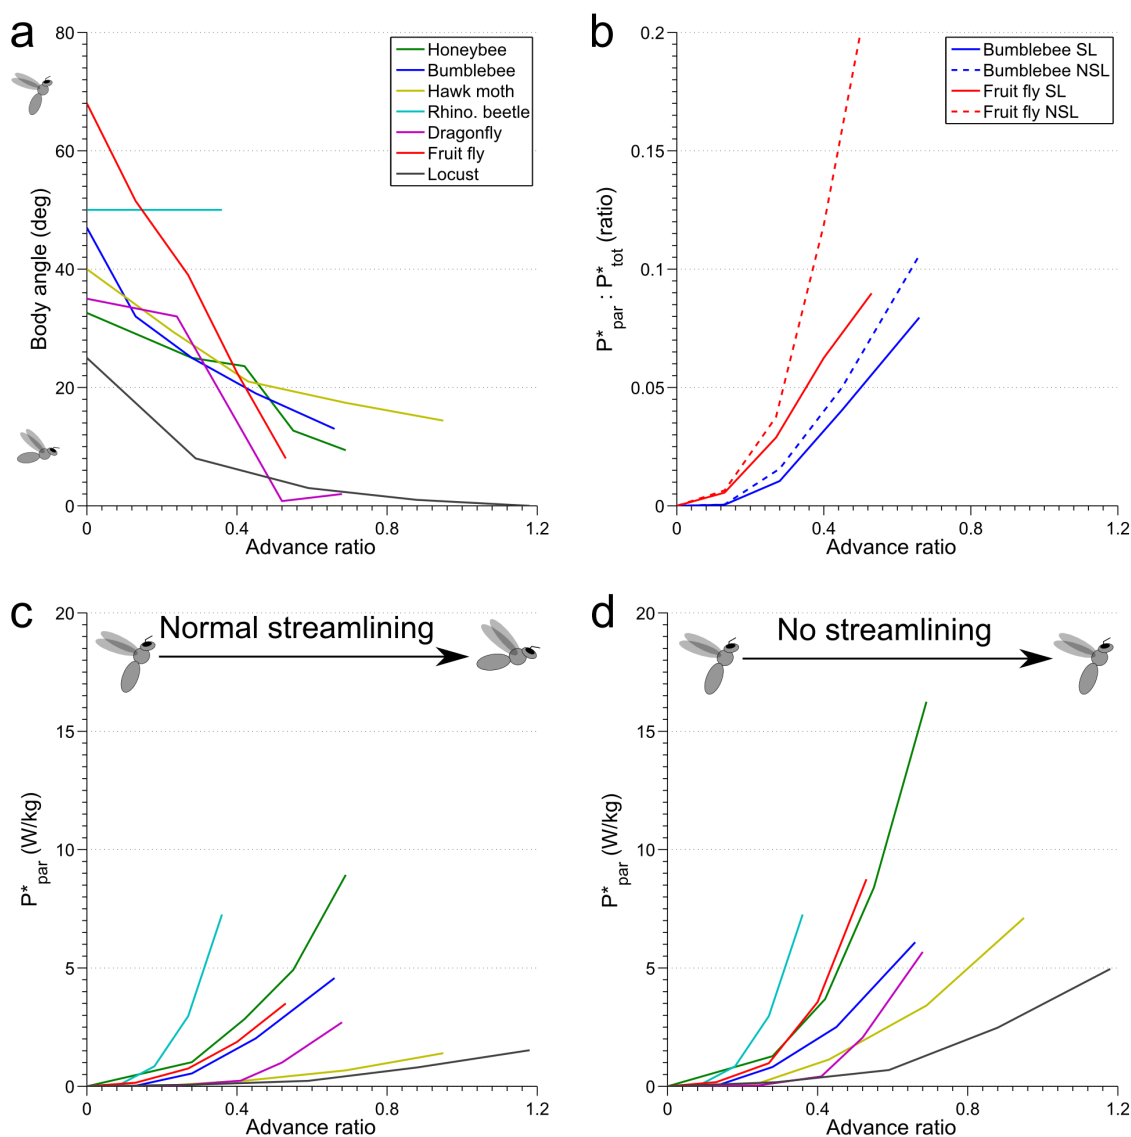 a
80
60
40
20
0
Body angle (deg)
0 0.4 0.8 1.2
Advance ratio
Honeybee
Bumblebee
Hawk moth
Rhino. beetle
Dragonfly
Fruit fly
Locust
b
0.2
0.15
0.1
0.05
0
P*par : P*tot (ratio)
0 0.4 0.8 1.2
Advance ratio
Bumblebee SL
Bumblebee NSL
Fruit fly SL
Fruit fly NSL
c
Normal streamlining
20
15
10
5
0
P*par (W/kg)
0 0.4 0.8 1.2
Advance ratio
d
No streamlining
20
15
10
5
0
P*par (W/kg)
0 0.4 0.8 1.2
Advance ratio